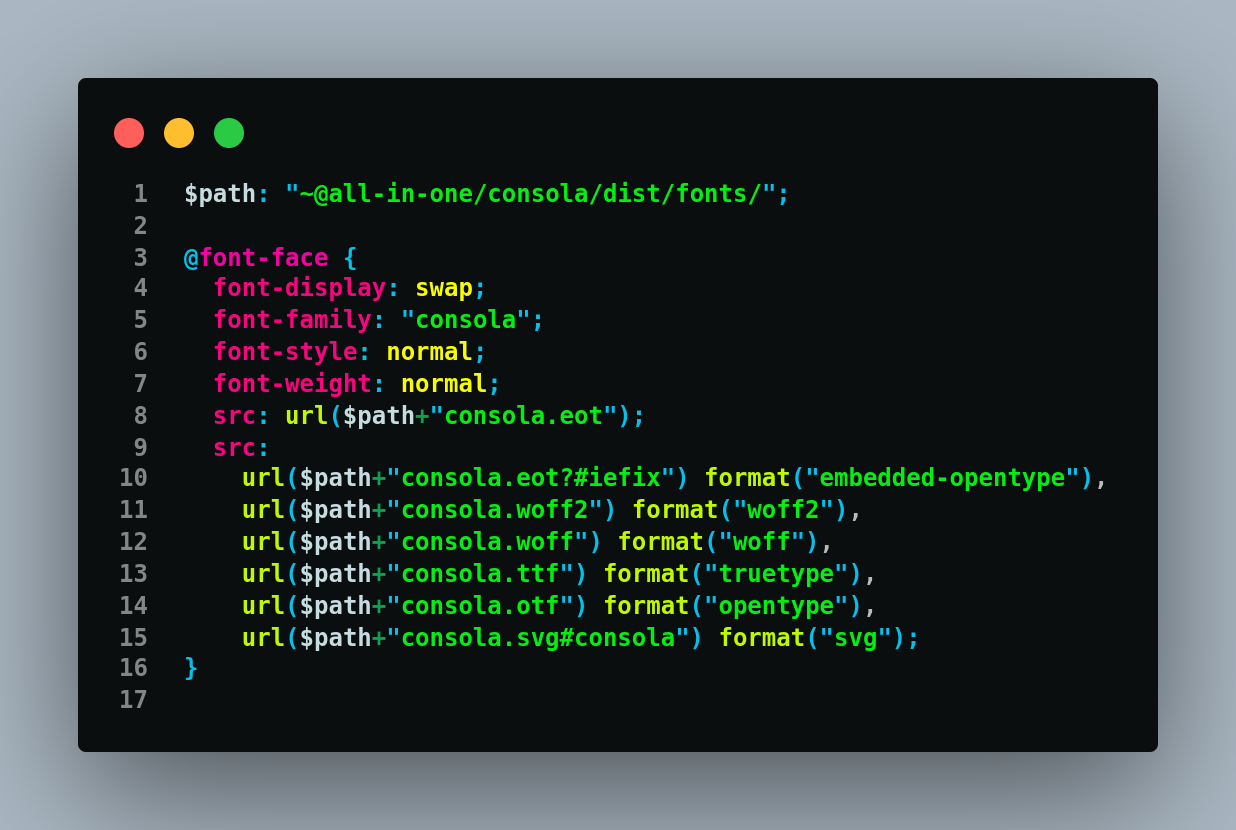 1 $path: "~@all-in-one/consola/dist/fonts/";
2
3 @font-face {
4   font-display: swap;
5   font-family: "consola";
6   font-style: normal;
7   font-weight: normal;
8   src: url($path+"consola.eot");
9   src:
10     url($path+"consola.eot?#iefix") format("embedded-opentype"),
11     url($path+"consola.woff2") format("woff2"),
12     url($path+"consola.woff") format("woff"),
13     url($path+"consola.ttf") format("truetype"),
14     url($path+"consola.otf") format("opentype"),
15     url($path+"consola.svg#consola") format("svg");
16 }
17